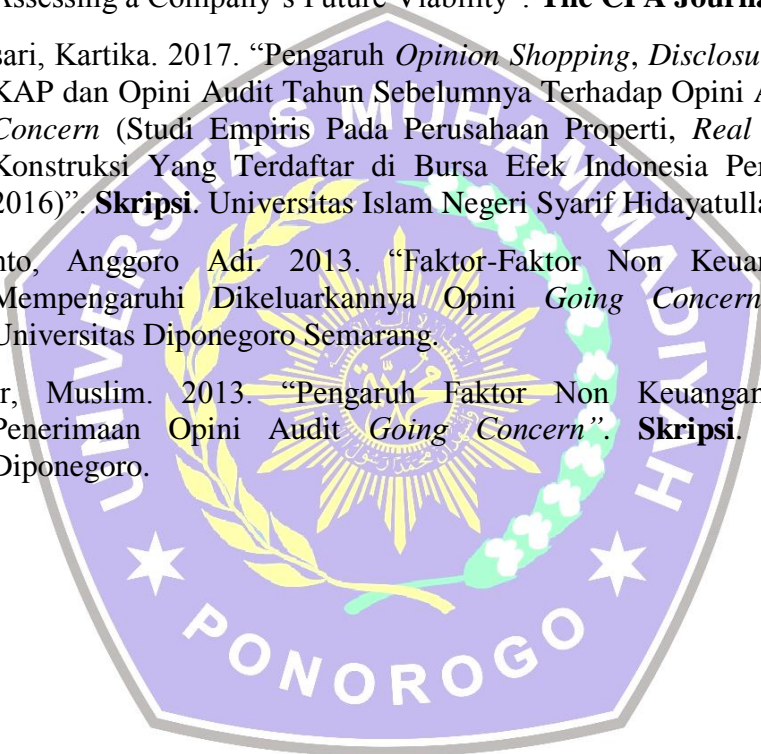 Assessing a Company's Future Viability". The CPA Journa
sari, Kartika. 2017. "Pengaruh Opinion Shopping, Disclosu
KAP dan Opini Audit Tahun Sebelumnya Terhadap Opini A
Concern (Studi Empiris Pada Perusahaan Properti, Real
Konstruksi Yang Terdaftar di Bursa Efek Indonesia Per
2016)". Skripsi. Universitas Islam Negeri Syarif Hidayatulla
nto, Anggoro Adi. 2013. "Faktor-Faktor Non Keuan
Mempengaruhi Dikeluarkannya Opini Going Concern
Universitas Diponegoro Semarang.
r, Muslim. 2013. "Pengaruh Faktor Non Keuangan
Penerimaan Opini Audit Going Concern". Skripsi.
Diponegoro.
UNIVERSITAS MUHAMMADIYAH
PONOROGO